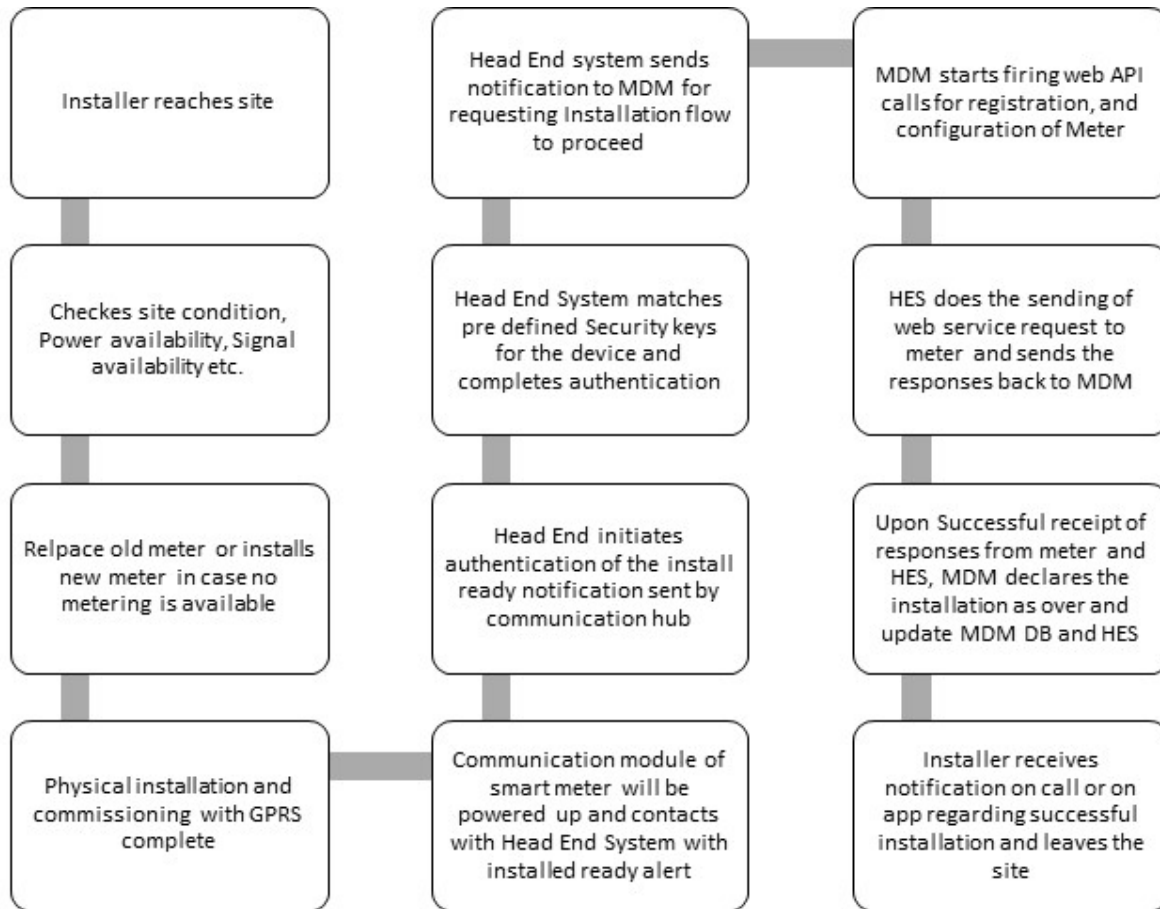 Installer reaches site
Checkes site condition,
Power availability, Signal
availability etc.
Relpace old meter or installs
new meter in case no
metering is available
Physical installation and
commissioning with GPRS
complete
Communication module of
smart meter will be
powered up and contacts
with Head End System with
installed ready alert
Head End initiates
authentication of the install
ready notification sent by
communication hub
Head End System matches
pre defined Security keys
for the device and
completes authentication
Head End system sends
notification to MDM for
requesting Installation flow
to proceed
MDM starts firing web API
calls for registration, and
configuration of Meter
HES does the sending of
web service request to
meter and sends the
responses back to MDM
Upon Successful receipt of
responses from meter and
HES, MDM declares the
installation as over and
update MDM DB and HES
Installer receives
notification on call or on
app regarding successful
installation and leaves the
site